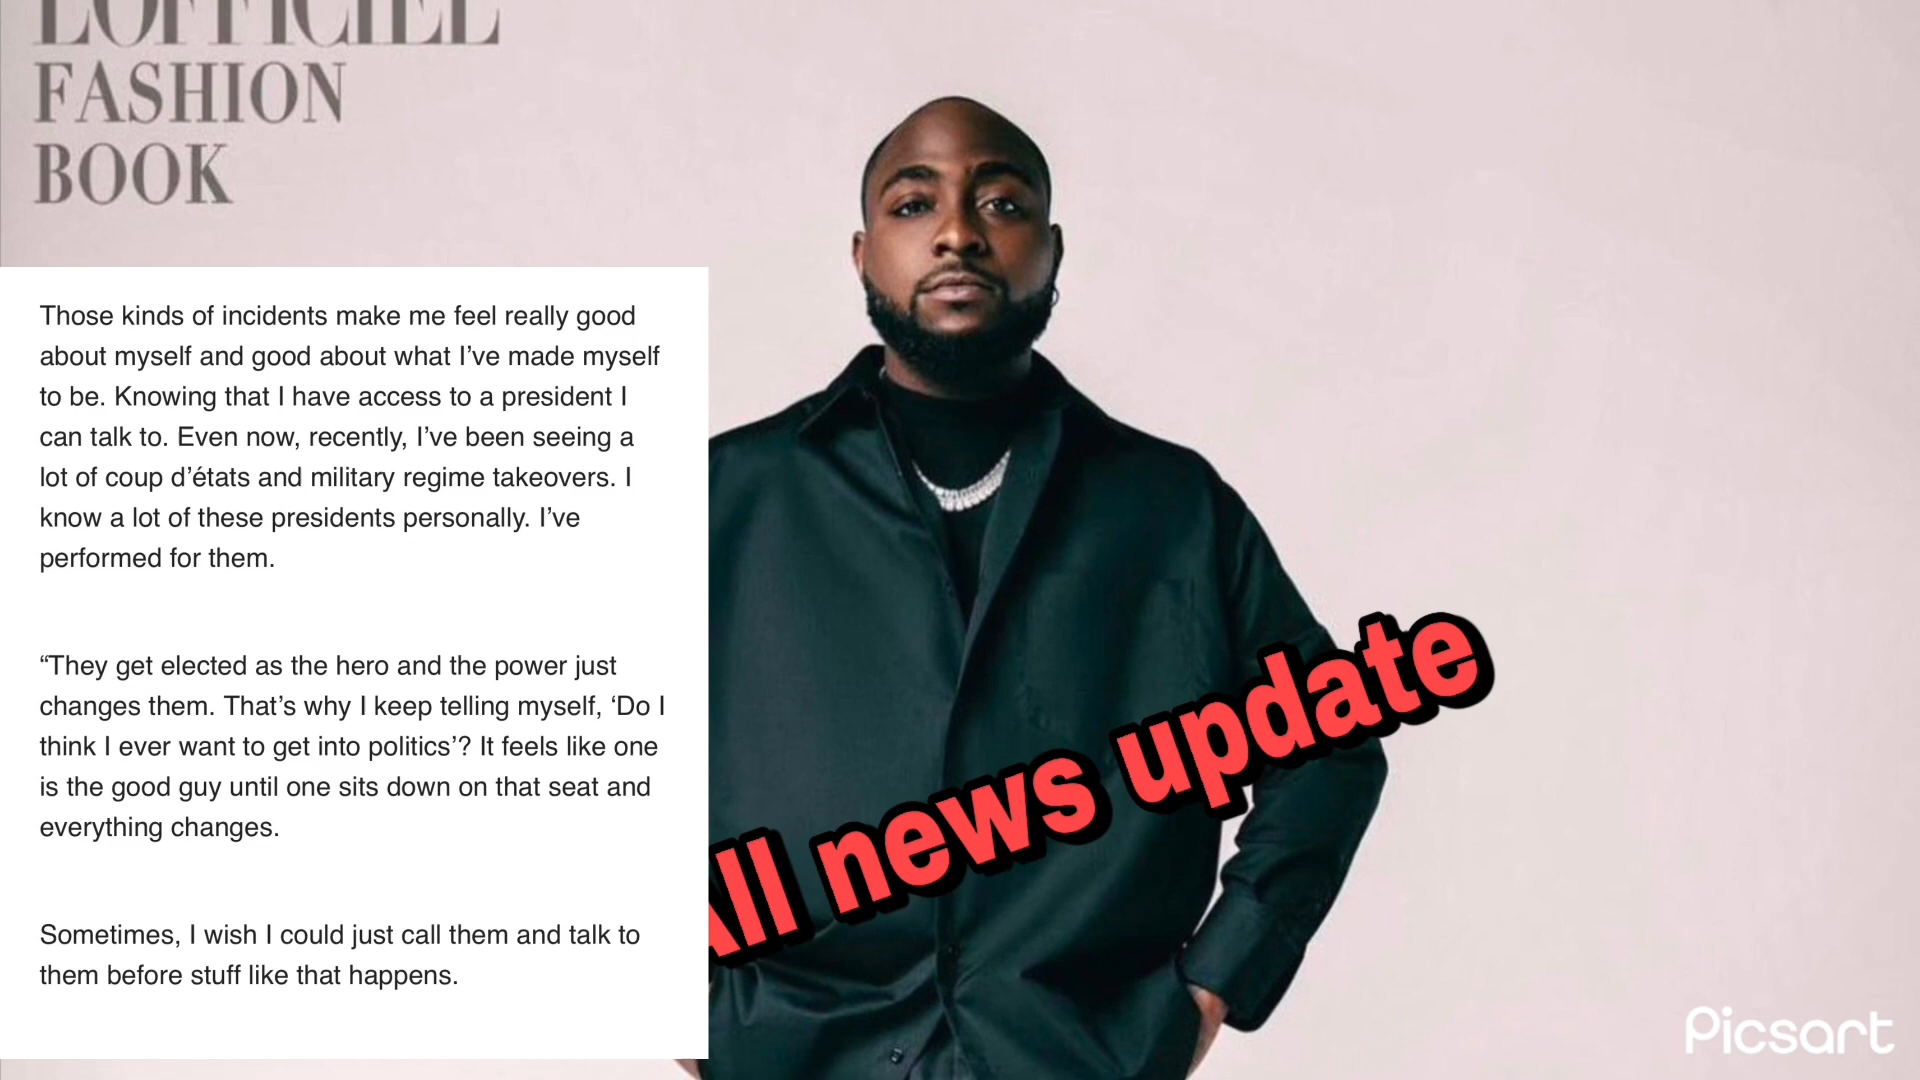 L'OFFICIEL
FASHION
BOOK
Those kinds of incidents make me feel really good
about myself and good about what I’ve made myself
to be. Knowing that I have access to a president I
can talk to. Even now, recently, I’ve been seeing a
lot of coup d’états and military regime takeovers. I
know a lot of these presidents personally. I’ve
performed for them.
“They get elected as the hero and the power just
changes them. That’s why I keep telling myself, ‘Do I
think I ever want to get into politics’? It feels like one
is the good guy until one sits down on that seat and
everything changes.
Sometimes, I wish I could just call them and talk to
them before stuff like that happens.
All news update
Picsart